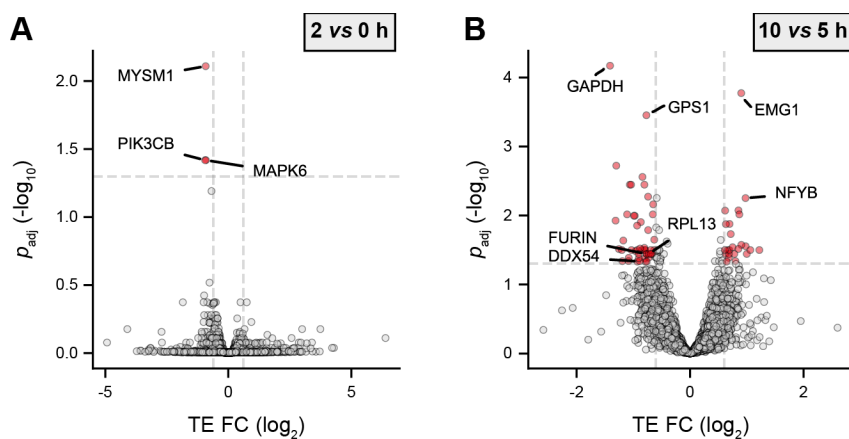 A
2 vs 0 h
2.0
1.5
1.0
0.5
0.0
p_adj (-log_10)
MYSM1
PIK3CB
MAPK6
-5
0
5
TE FC (log_2)
B
10 vs 5 h
4
3
2
1
0
p_adj (-log_10)
GAPDH
GPS1
EMG1
NFYB
RPL13
FURIN
DDX54
-2
0
2
TE FC (log_2)